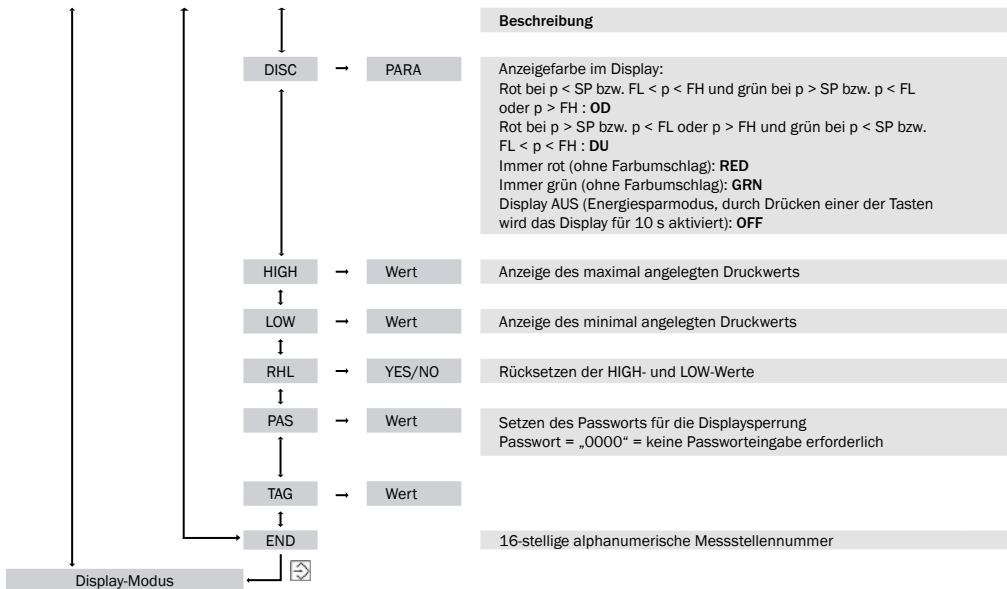 Beschreibung
DISC → PARA
Anzeigefarbe im Display:
Rot bei p < SP bzw. FL < p < FH und grün bei p > SP bzw. p < FL
oder p > FH : OD
Rot bei p > SP bzw. p < FL oder p > FH und grün bei p < SP bzw.
FL < p < FH : DU
Immer rot (ohne Farbumschlag): RED
Immer grün (ohne Farbumschlag): GRN
Display AUS (Energiesparmodus, durch Drücken einer der Tasten
wird das Display für 10 s aktiviert): OFF
HIGH → Wert
Anzeige des maximal angelegten Druckwerts
LOW → Wert
Anzeige des minimal angelegten Druckwerts
RHL → YES/NO
Rücksetzen der HIGH- und LOW-Werte
PAS → Wert
Setzen des Passworts für die Displaysperrung
Passwort = „0000“ = keine Passworteingabe erforderlich
TAG → Wert
END
16-stellige alphanumerische Messstellennummer
Display-Modus